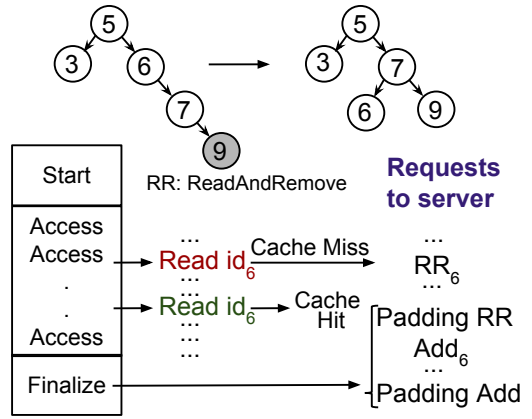 5
3
6
7
9
5
3
7
6
9
RR: ReadAndRemove
Requests
to server
Start
Access
Access
.
.
Access
Finalize
...
Read id6
...
Read id6
...
...
Cache Miss
Cache
Hit
...
RR6
...
Padding RR
Add6
...
Padding Add